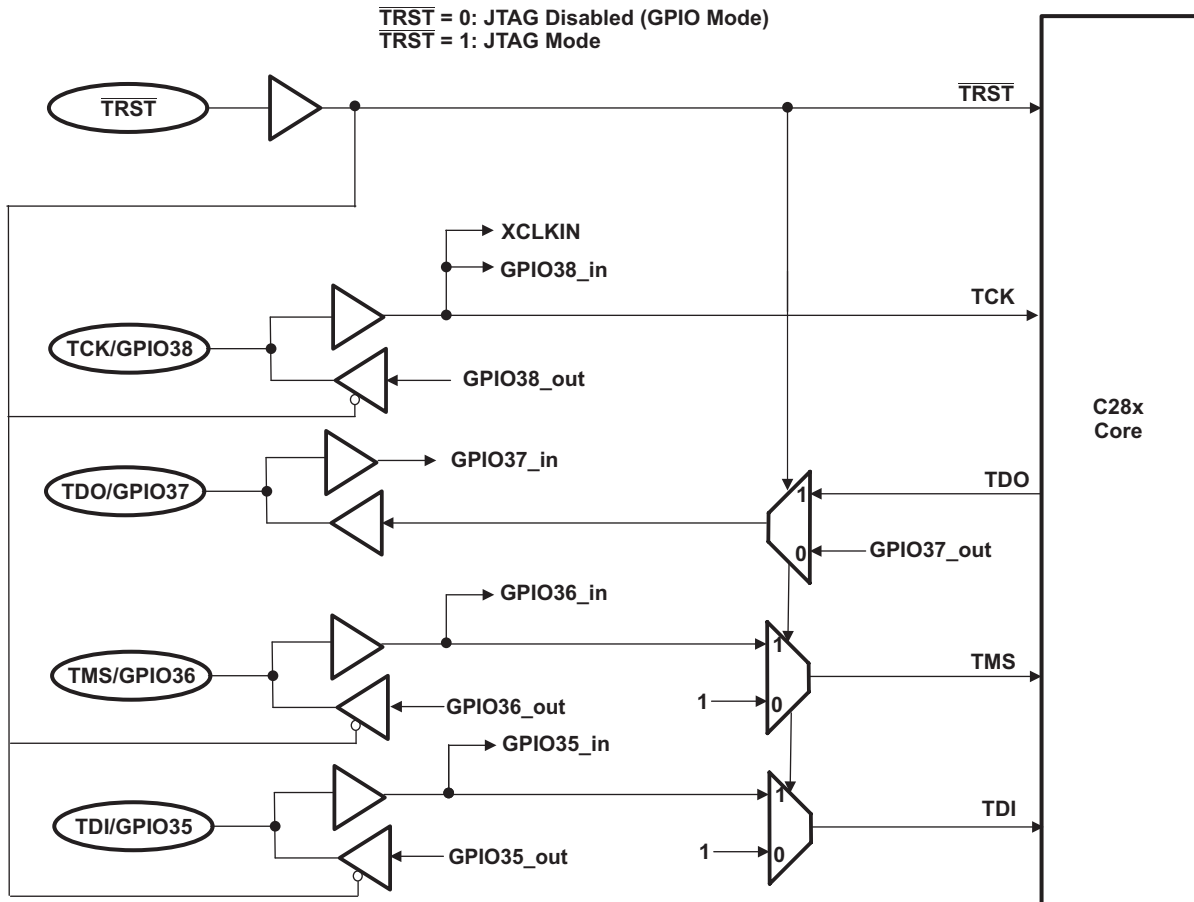 TRST = 0: JTAG Disabled (GPIO Mode)
TRST = 1: JTAG Mode
TRST
TRST
XCLKIN
GPIO38_in
TCK
TCK/GPIO38
GPIO38_out
C28x
Core
GPIO37_in
TDO
TDO/GPIO37
1
0
GPIO37_out
GPIO36_in
1
TMS
TMS/GPIO36
GPIO36_out
1
0
GPIO35_in
1
TDI
TDI/GPIO35
GPIO35_out
1
0